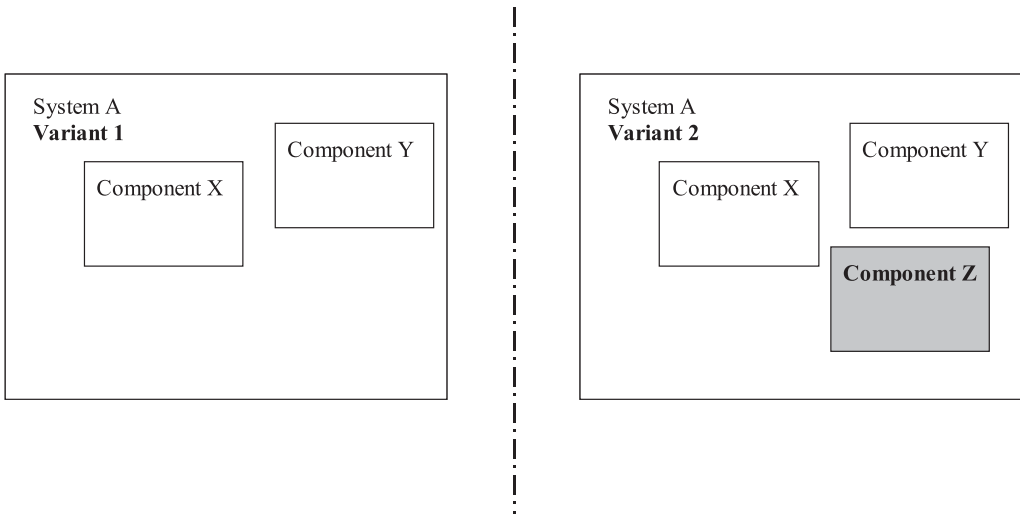 System A
Variant 1
Component Y
Component X
System A
Variant 2
Component Y
Component X
Component Z